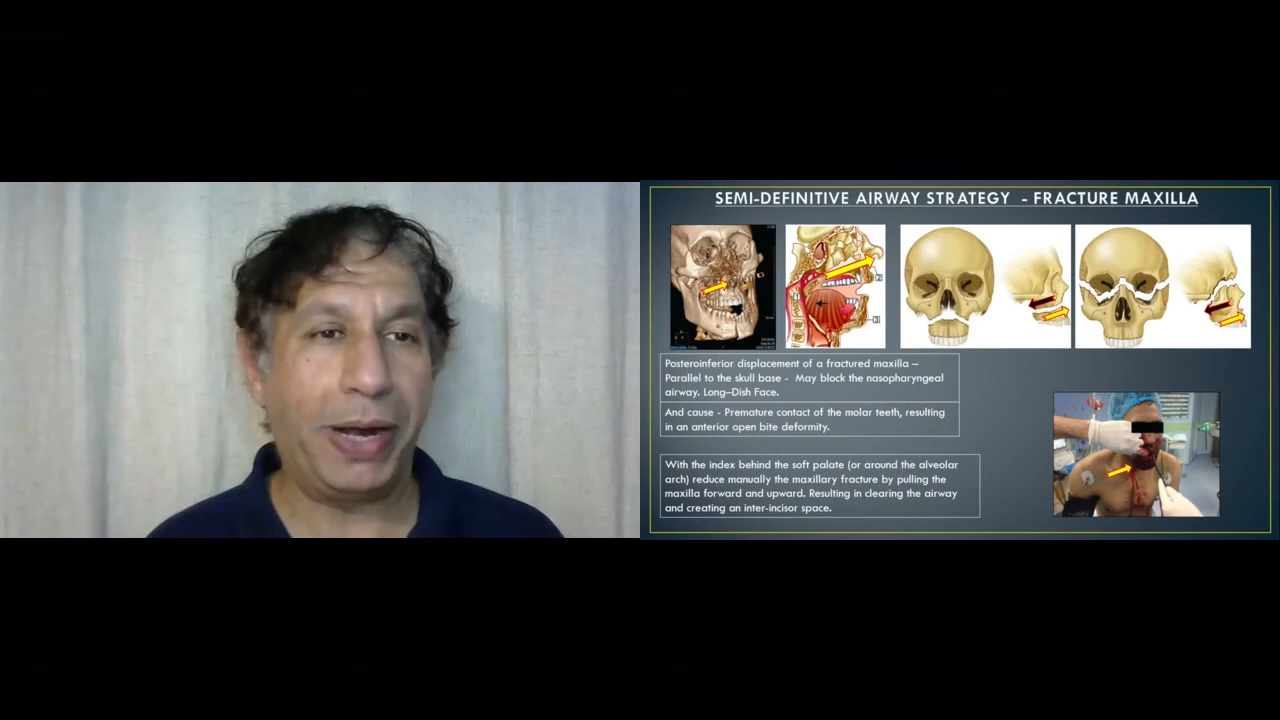 SEMI-DEFINITIVE AIRWAY STRATEGY - FRACTURE MAXILLA
Posteroinferior displacement of a fractured maxilla –
Parallel to the skull base - May block the nasopharyngeal
airway. Long–Dish Face.
And cause - Premature contact of the molar teeth, resulting
in an anterior open bite deformity.
With the index behind the soft palate (or around the alveolar
arch) reduce manually the maxillary fracture by pulling the
maxilla forward and upward. Resulting in clearing the airway
and creating an inter-incisor space.